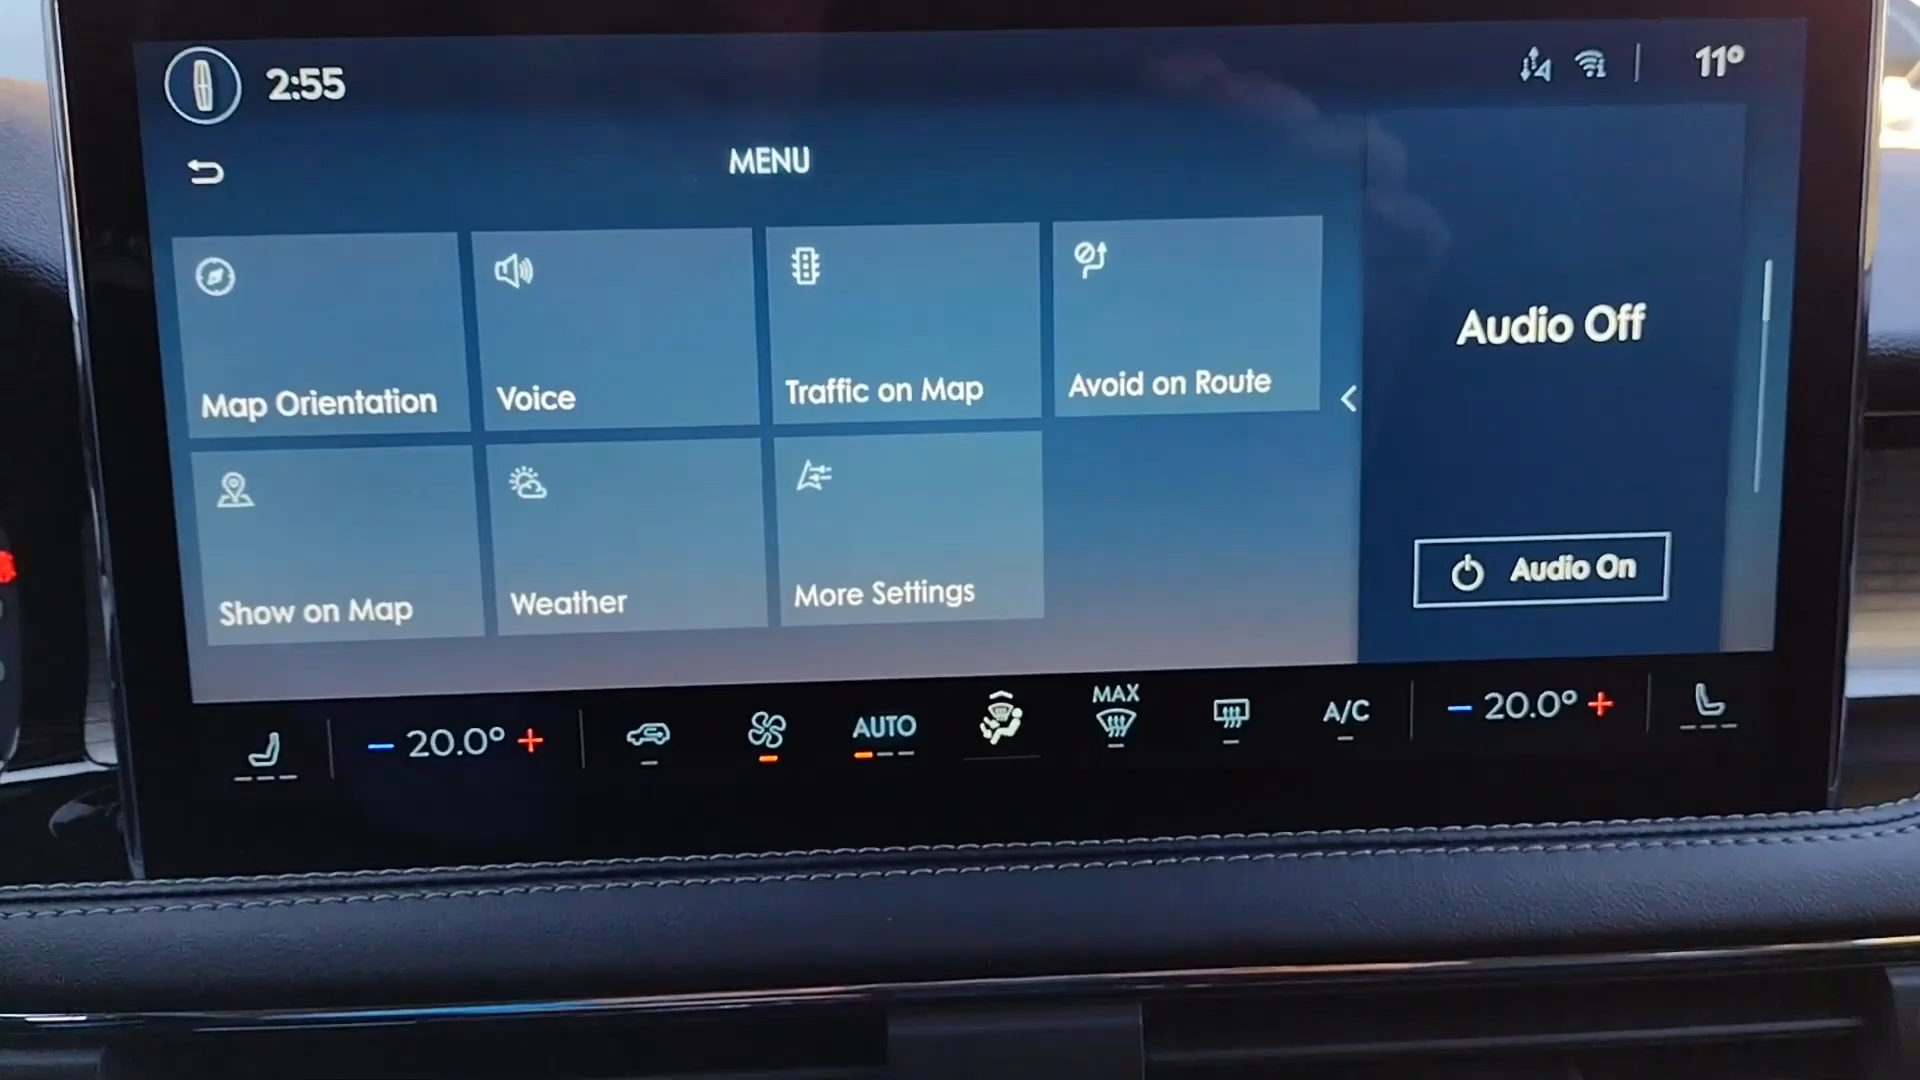 2:55
11°
MENU
Map Orientation
Voice
Traffic on Map
Avoid on Route
Audio Off
Show on Map
Weather
More Settings
Audio On
- 20.0° +
AUTO
MAX
A/C
- 20.0° +